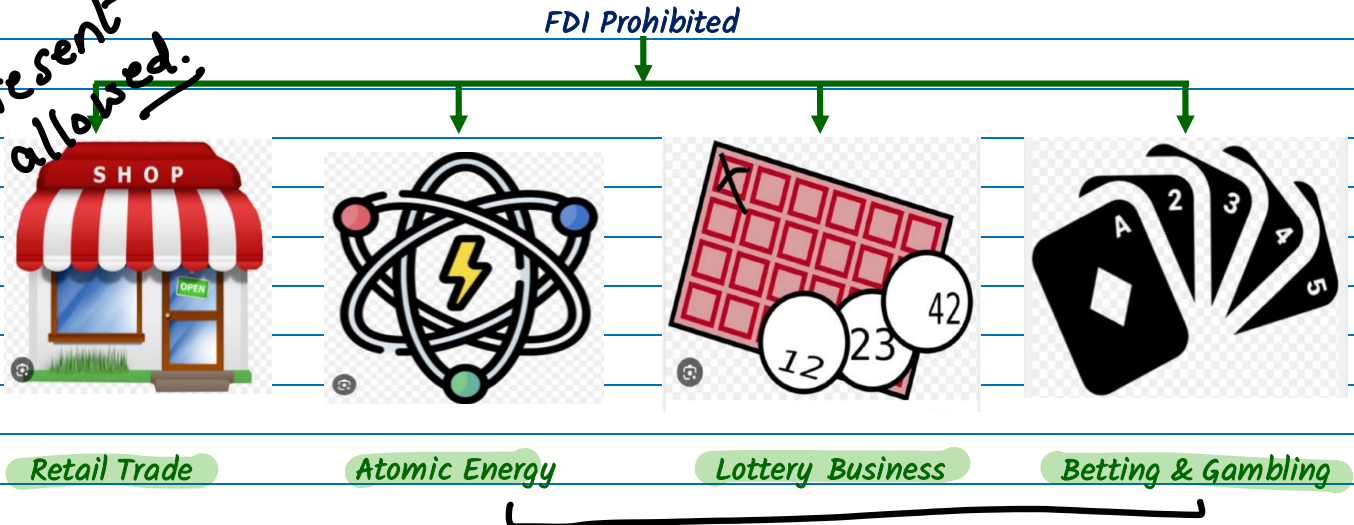 FDI Prohibited
allowed.
SHOP
OPEN
X
12
23
42
A
2
3
4
5
Retail Trade
Atomic Energy
Lottery Business
Betting & Gambling